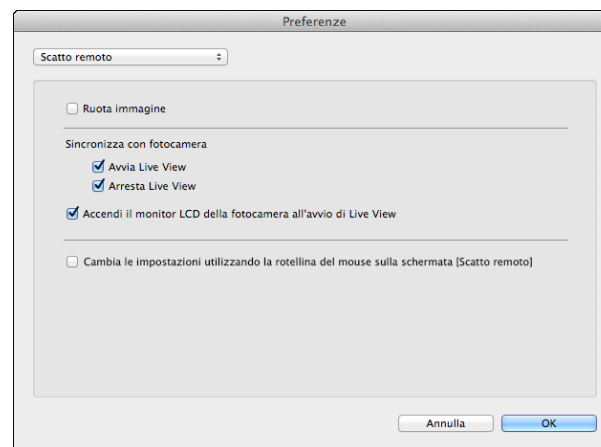 Preferenze
Scatto remoto
Ruota immagine
Sincronizza con fotocamera
Avvia Live View
Arresta Live View
Accendi il monitor LCD della fotocamera all'avvio di Live View
Cambia le impostazioni utilizzando la rotellina del mouse sulla schermata [Scatto remoto]
Annulla
OK